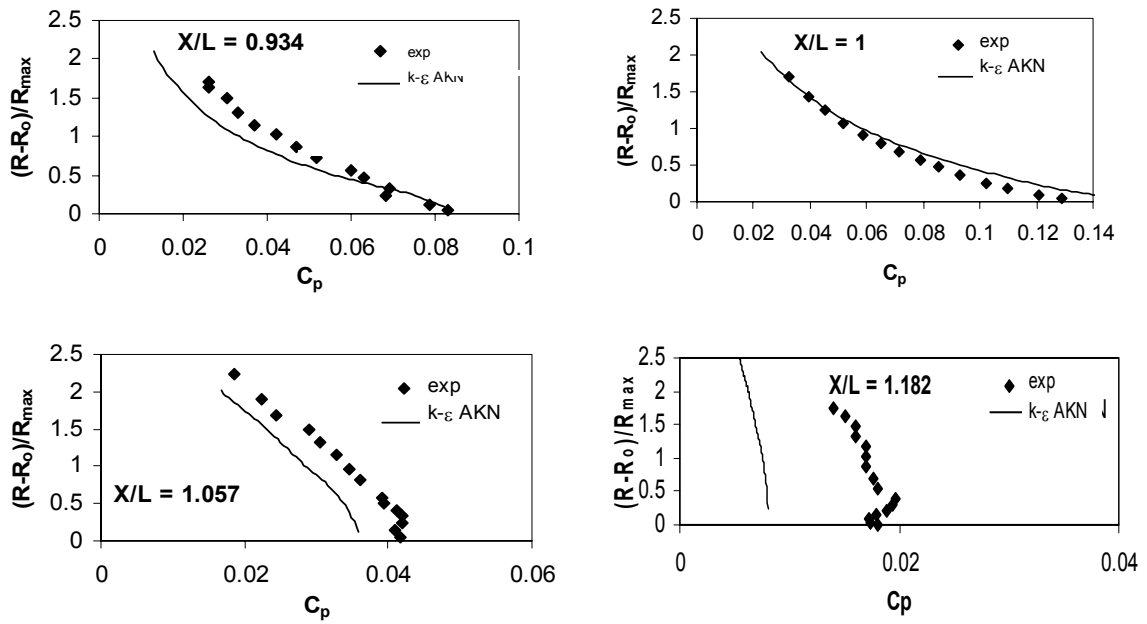 2.5
2
1.5
1
0.5
0
(R-Ro)/Rmax
X/L = 0.934
exp
k-ε AKN
0 0.02 0.04 0.06 0.08 0.1
Cp
2.5
2
1.5
1
0.5
0
(R-Ro)/Rmax
X/L = 1
exp
k-ε AKN
0 0.02 0.04 0.06 0.08 0.1 0.12 0.14
Cp
2.5
2
1.5
1
0.5
0
(R-Ro)/Rmax
X/L = 1.057
exp
k-ε AKN
0 0.02 0.04 0.06
Cp
2.5
2
1.5
1
0.5
0
(R-Ro)/Rmax
X/L = 1.182
exp
k-ε AKN
0 0.02 0.04
Cp